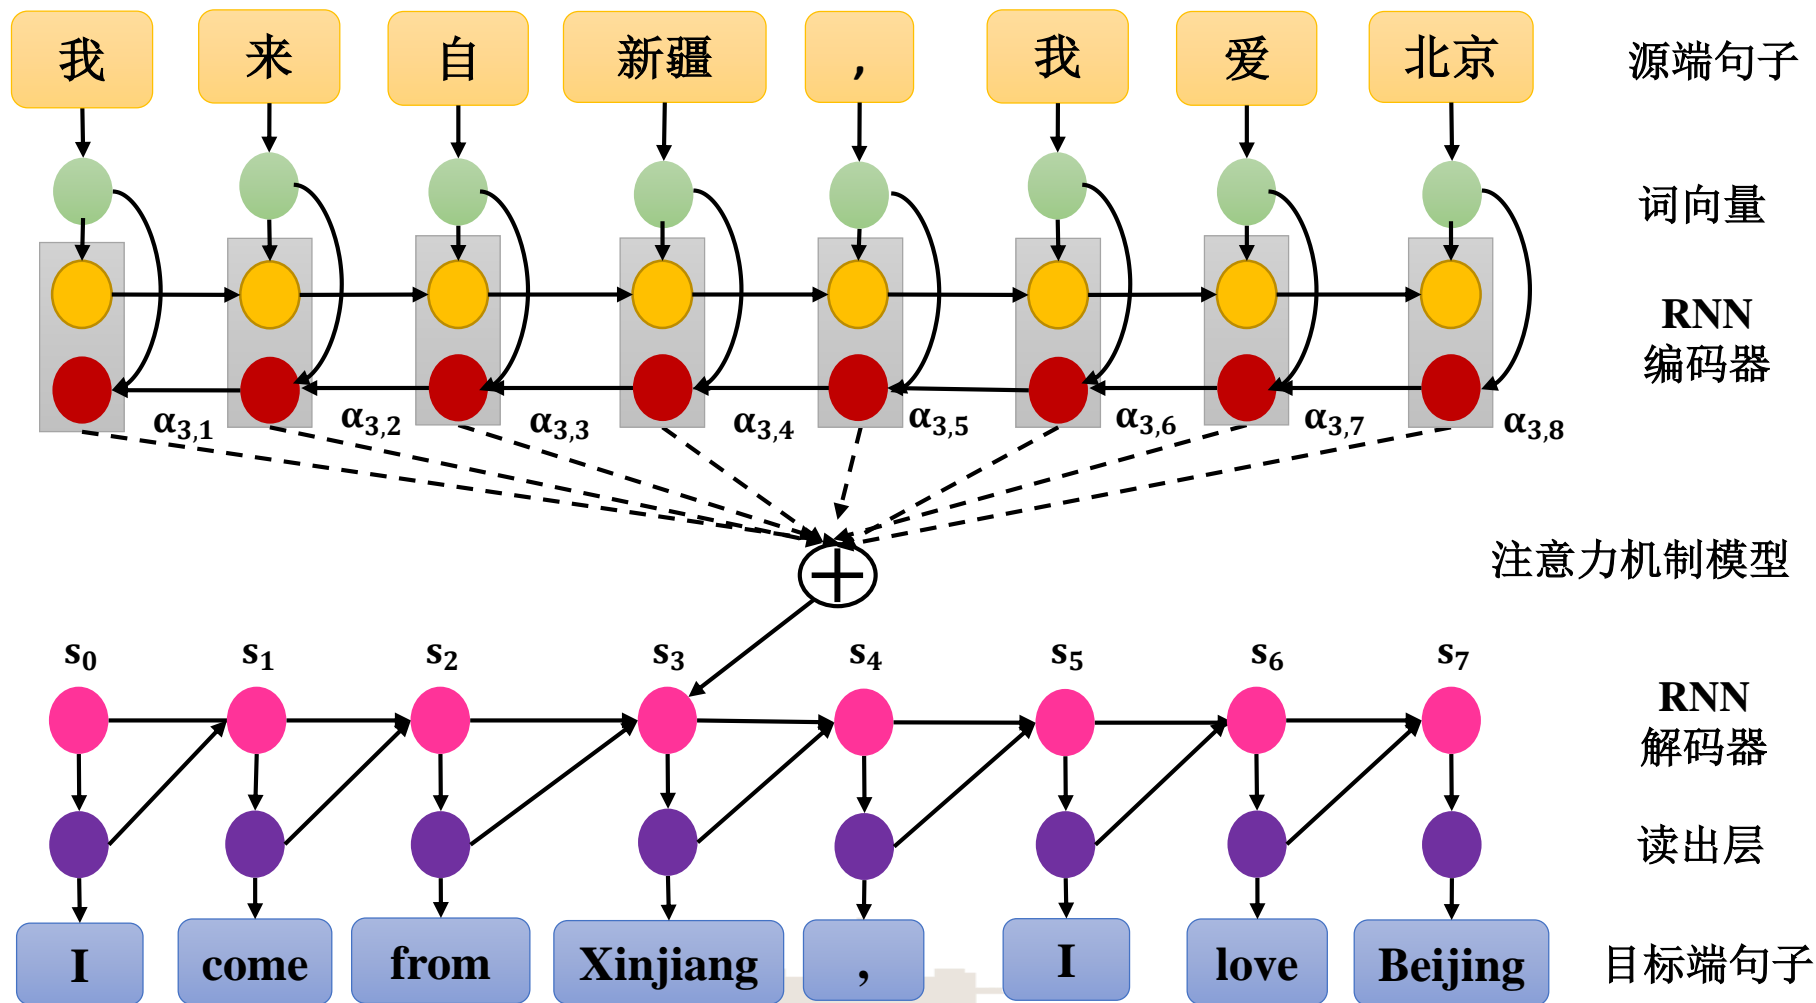 我 来 自 新疆 , 我 爱 北京 源端句子
词向量
RNN
编码器
α3,1 α3,2 α3,3 α3,4 α3,5 α3,6 α3,7 α3,8
注意力机制模型
s0 s1 s2 s3 s4 s5 s6 s7
RNN
解码器
读出层
I come from Xinjiang , I love Beijing 目标端句子